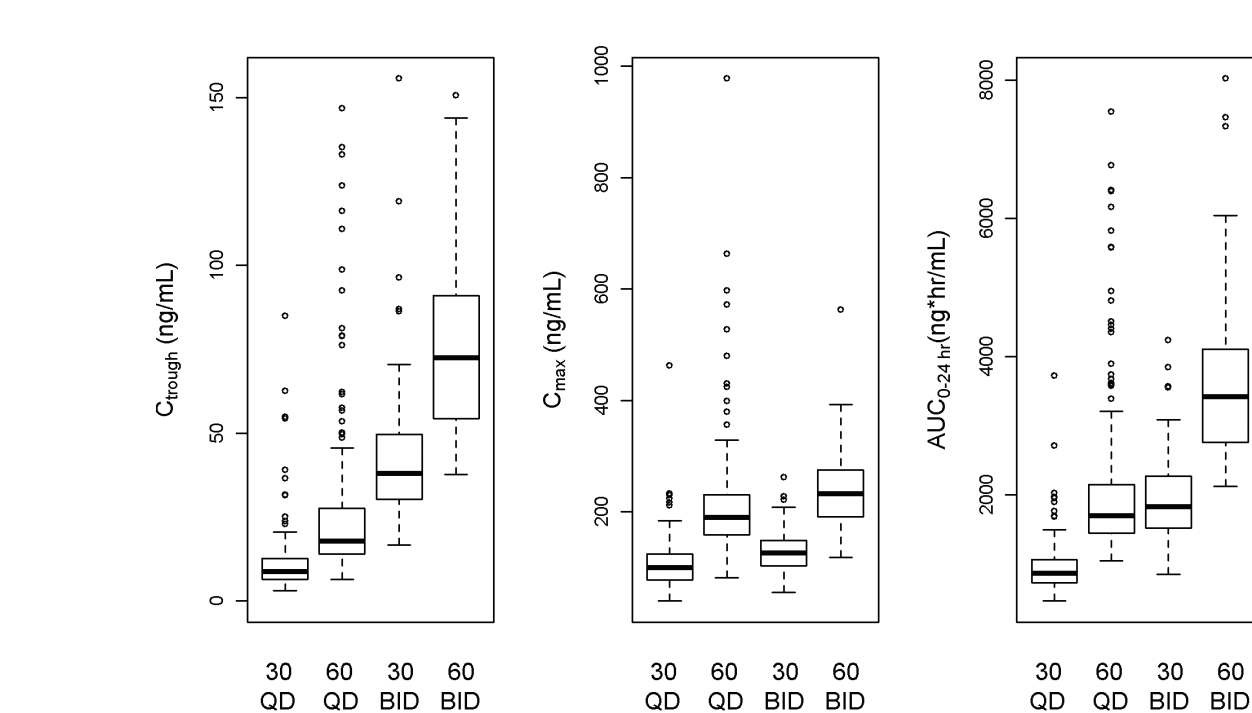 Ctrough (ng/mL)
0
50
100
150
30 60 30 60
QD QD BID BID
Cmax (ng/mL)
200
400
600
800
1000
30 60 30 60
QD QD BID BID
AUC0-24 hr(ng*hr/mL)
2000
4000
6000
8000
30 60 30 60
QD QD BID BID